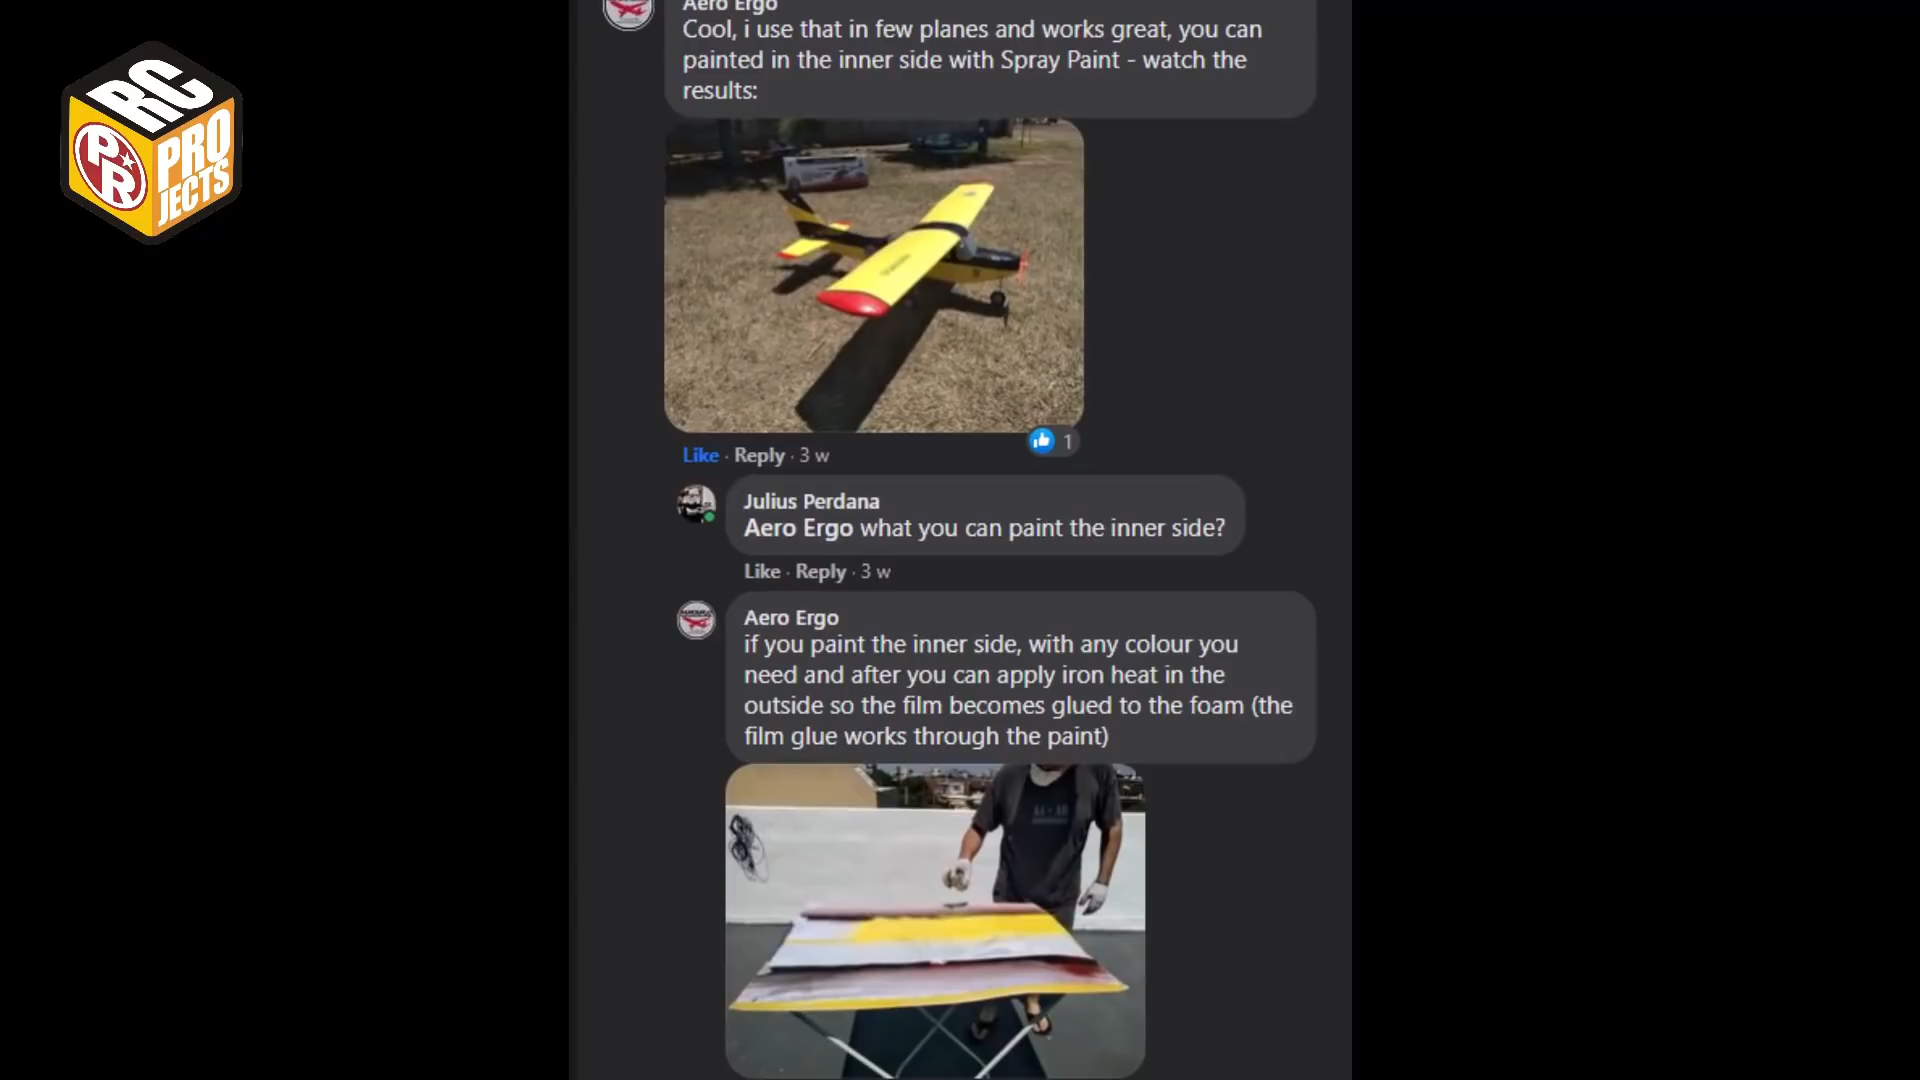 RC
PRO
JECTS
PR
Aero Ergo
Cool, i use that in few planes and works great, you can
painted in the inner side with Spray Paint - watch the
results:
1
Like · Reply · 3 w
Julius Perdana
Aero Ergo what you can paint the inner side?
Like · Reply · 3 w
Aero Ergo
if you paint the inner side, with any colour you
need and after you can apply iron heat in the
outside so the film becomes glued to the foam (the
film glue works through the paint)